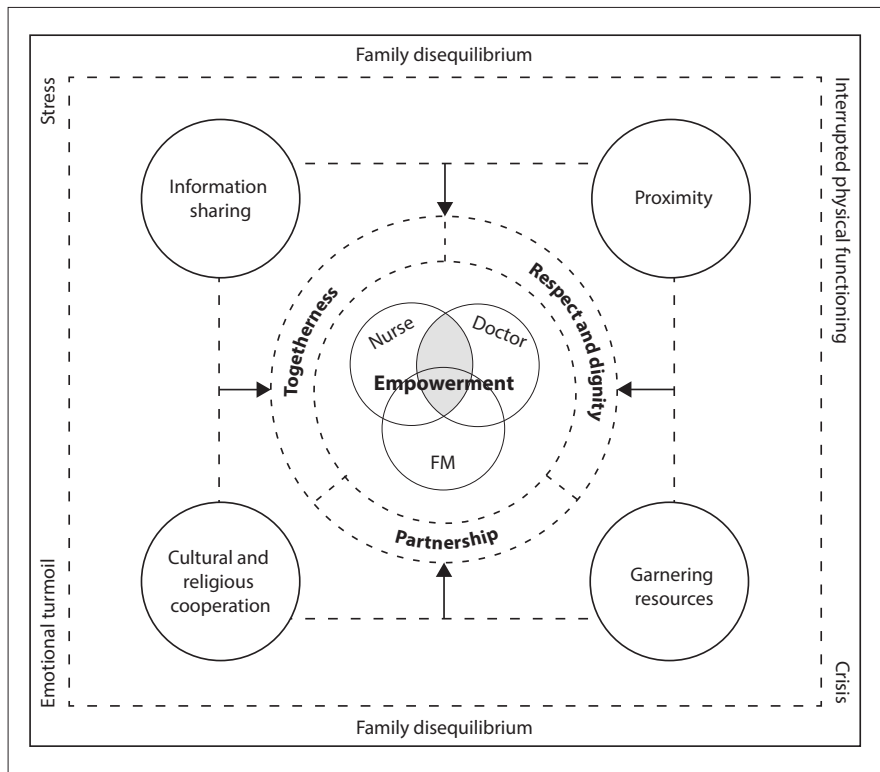 Family disequilibrium
Stress
Interrupted physical functioning
Information
sharing
Proximity
Togetherness
Respect and dignity
Nurse
Doctor
Empowerment
FM
Partnership
Cultural and
religious
cooperation
Garnering
resources
Emotional turmoil
Crisis
Family disequilibrium